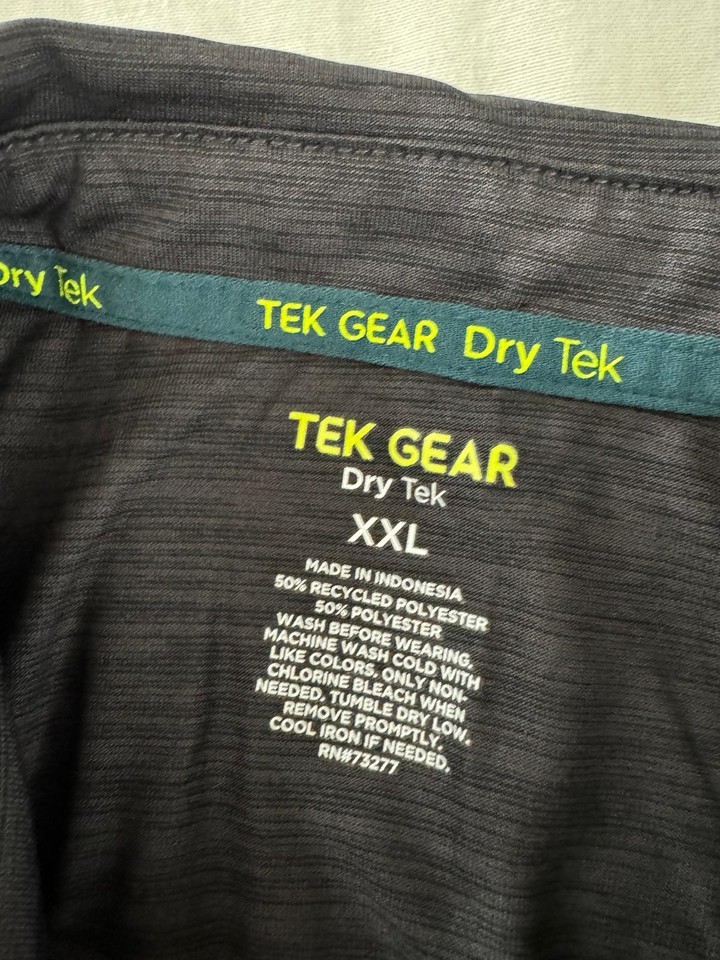 Dry Tek
TEK GEAR Dry Tek
TEK GEAR
Dry Tek
XXL
MADE IN INDONESIA
50% RECYCLED POLYESTER
50% POLYESTER
WASH BEFORE WEARING,
MACHINE WASH COLD WITH
LIKE COLORS, ONLY NON-
CHLORINE BLEACH WHEN
NEEDED, TUMBLE DRY LOW,
REMOVE PROMPTLY.
COOL IRON IF NEEDED.
RN#73277